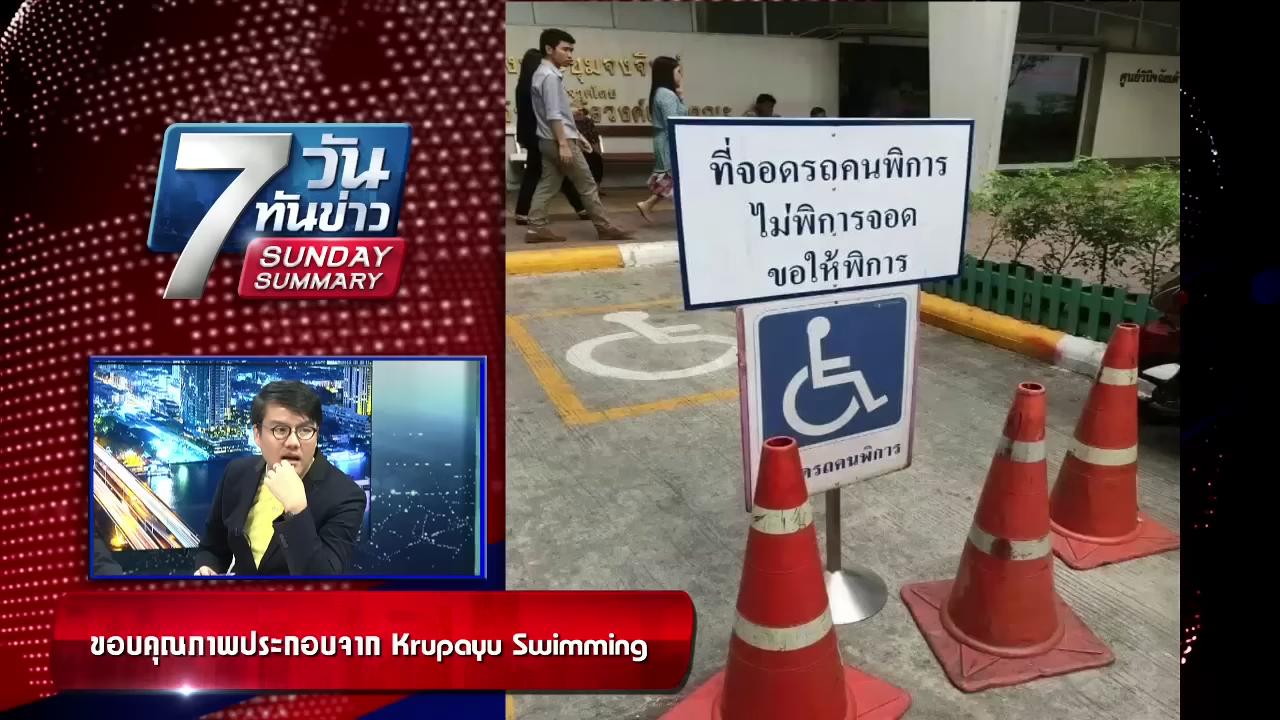 7 วัน
ทันข่าว
SUNDAY
SUMMARY
ขอบคุณภาพประกอบจาก Krupayu Swimming
ที่จอดรถคนพิการ
ไม่พิการจอด
ขอให้พิการ
รถคนพิการ